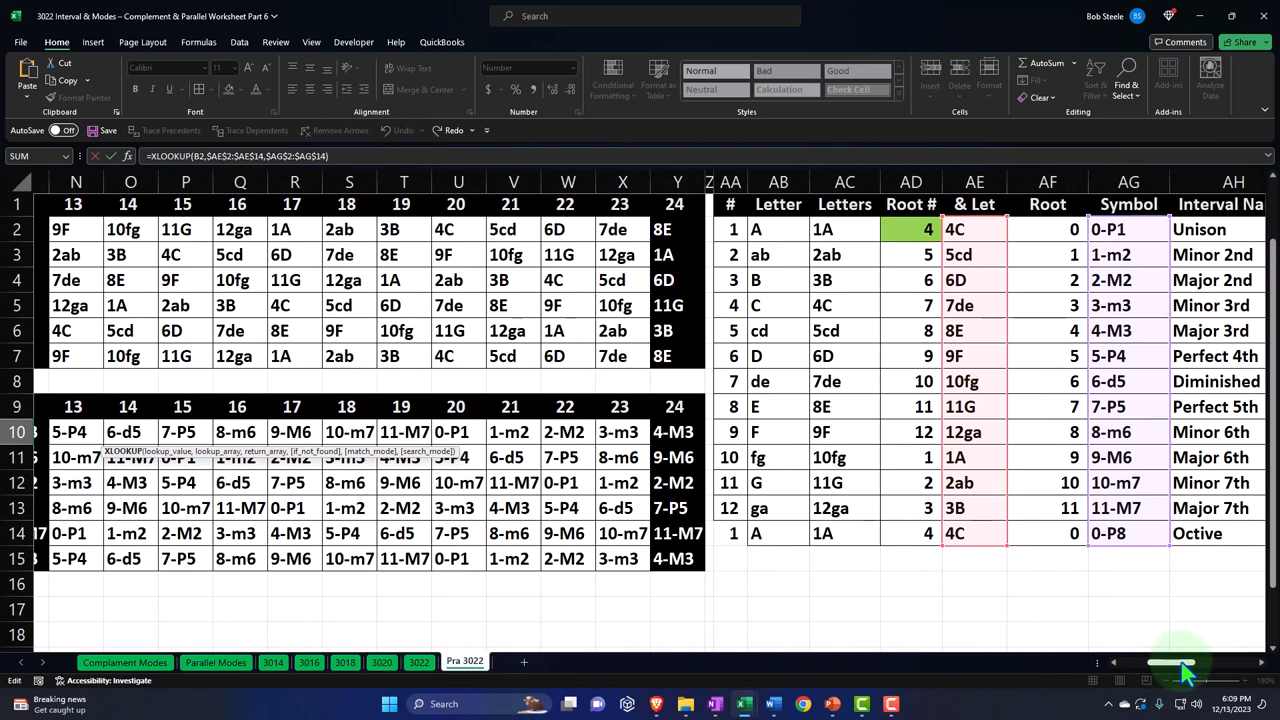 3022 Interval & Modes – Complement & Parallel Worksheet Part 6
Search
Bob Steele BS
File Home Insert Page Layout Formulas Data Review View Developer Help QuickBooks Comments Share
Cut
Copy
Paste
Format Painter
Clipboard
Calibri 11
B I U
Font
Wrap Text
Merge & Center
Alignment
Number
$ % ,
Number
Conditional Formatting
Format as Table
Normal Bad Good
Neutral Calculation Check Cell
Styles
Insert Delete Format
Cells
AutoSum
Fill
Clear
Sort & Filter
Find & Select
Editing
Add-ins
Add-ins
Analyze Data
AutoSave Off Save Trace Precedents Trace Dependents Remove Arrows Undo Redo
SUM fx =XLOOKUP(B2,$AE$2:$AE$14,$AG$2:$AG$14)
N O P Q R S T U V W X Y Z AA AB AC AD AE AF AG AH
1 13 14 15 16 17 18 19 20 21 22 23 24 # Letter Letters Root # & Let Root Symbol Interval Na
2 9F 10fg 11G 12ga 1A 2ab 3B 4C 5cd 6D 7de 8E 1 A 1A 4 4C 0 0-P1 Unison
3 2ab 3B 4C 5cd 6D 7de 8E 9F 10fg 11G 12ga 1A 2 ab 2ab 5 5cd 1 1-m2 Minor 2nd
4 7de 8E 9F 10fg 11G 12ga 1A 2ab 3B 4C 5cd 6D 3 B 3B 6 6D 2 2-M2 Major 2nd
5 12ga 1A 2ab 3B 4C 5cd 6D 7de 8E 9F 10fg 11G 4 C 4C 7 7de 3 3-m3 Minor 3rd
6 4C 5cd 6D 7de 8E 9F 10fg 11G 12ga 1A 2ab 3B 5 cd 5cd 8 8E 4 4-M3 Major 3rd
7 9F 10fg 11G 12ga 1A 2ab 3B 4C 5cd 6D 7de 8E 6 D 6D 9 9F 5 5-P4 Perfect 4th
8 7 de 7de 10 10fg 6 6-d5 Diminished
9 13 14 15 16 17 18 19 20 21 22 23 24 8 E 8E 11 11G 7 7-P5 Perfect 5th
10 5-P4 6-d5 7-P5 8-m6 9-M6 10-m7 11-M7 0-P1 1-m2 2-M2 3-m3 4-M3 9 F 9F 12 12ga 8 8-m6 Minor 6th
XLOOKUP(lookup_value, lookup_array, return_array, [if_not_found], [match_mode], [search_mode])
11 10-m7 6-d5 7-P5 8-m6 9-M6 10 fg 10fg 1 1A 9 9-M6 Major 6th
12 3-m3 4-M3 5-P4 6-d5 7-P5 8-m6 9-M6 10-m7 11-M7 0-P1 1-m2 2-M2 11 G 11G 2 2ab 10 10-m7 Minor 7th
13 8-m6 9-M6 10-m7 11-M7 0-P1 1-m2 2-M2 3-m3 4-M3 5-P4 6-d5 7-P5 12 ga 12ga 3 3B 11 11-M7 Major 7th
14 0-P1 1-m2 2-M2 3-m3 4-M3 5-P4 6-d5 7-P5 8-m6 9-M6 10-m7 11-M7 1 A 1A 4 4C 0 0-P8 Octive
15 5-P4 6-d5 7-P5 8-m6 9-M6 10-m7 11-M7 0-P1 1-m2 2-M2 3-m3 4-M3
16
17
18
Complament Modes Parallel Modes 3014 3016 3018 3020 3022 Pra 3022
Edit Accessibility: Investigate 190%
Breaking news
Get caught up
Search
6:09 PM
12/13/2023